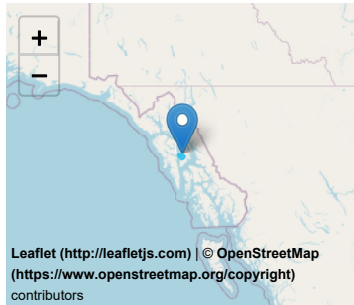 +
−
Leaflet (http://leafletjs.com) | © OpenStreetMap
(https://www.openstreetmap.org/copyright)
contributors